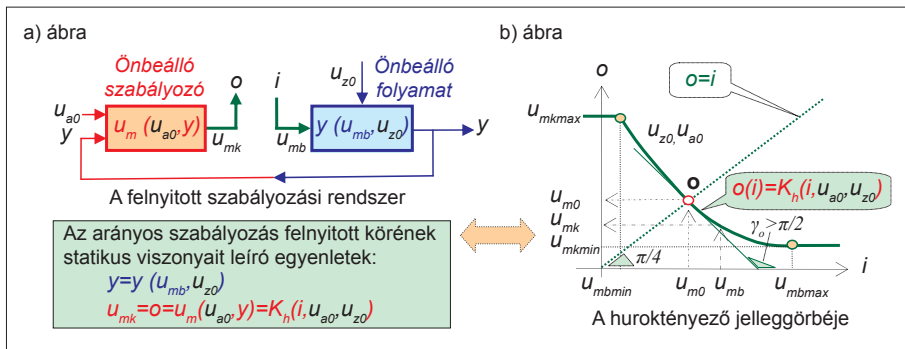 a) ábra
Önbeálló
szabályozó
o
i
u_z0
Önbeálló
folyamat
u_a0
y
u_m (u_a0,y)
u_mk
u_mb
y (u_mb,u_z0)
y
A felnyitott szabályozási rendszer
Az arányos szabályozás felnyitott körének
statikus viszonyait leíró egyenletek:
y=y (u_mb,u_z0)
u_mk=o=u_m(u_a0,y)=K_h(i,u_a0,u_z0)
b) ábra
o
o=i
u_mkmax
u_z0,u_a0
o
o(i)=K_h(i,u_a0,u_z0)
u_m0
u_mk
u_mkmin
γ_o>π/2
π/4
i
u_mbmin
u_m0
u_mb
u_mbmax
A huroktényező jelleggörbéje